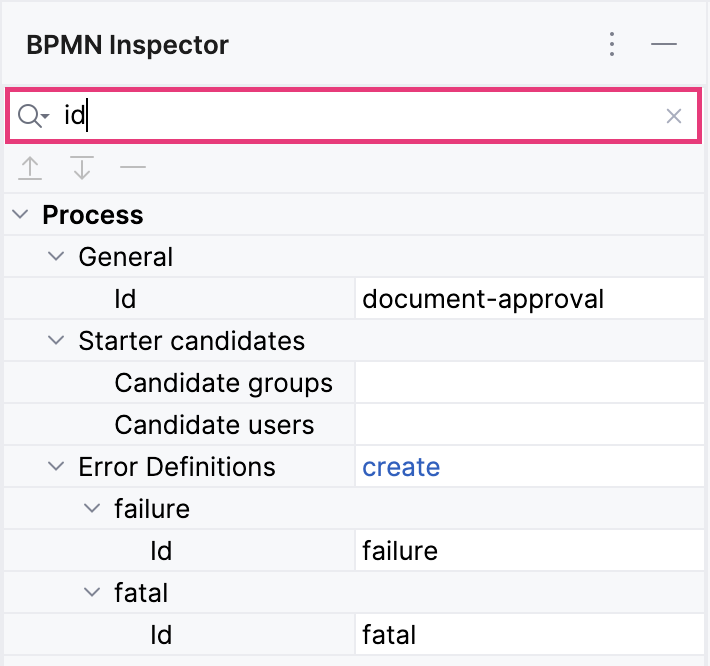 BPMN Inspector
id
Process
General
Id document-approval
Starter candidates
Candidate groups
Candidate users
Error Definitions create
failure
Id failure
fatal
Id fatal